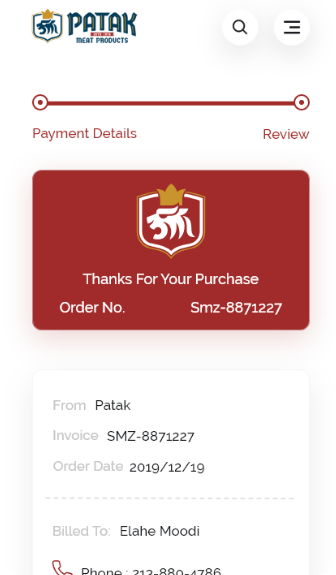 PATAK
MEAT PRODUCTS
Payment Details
Review
Thanks For Your Purchase
Order No. Smz-8871227
From Patak
Invoice SMZ-8871227
Order Date 2019/12/19
Billed To: Elahe Moodi
Phone : 213-880-4786